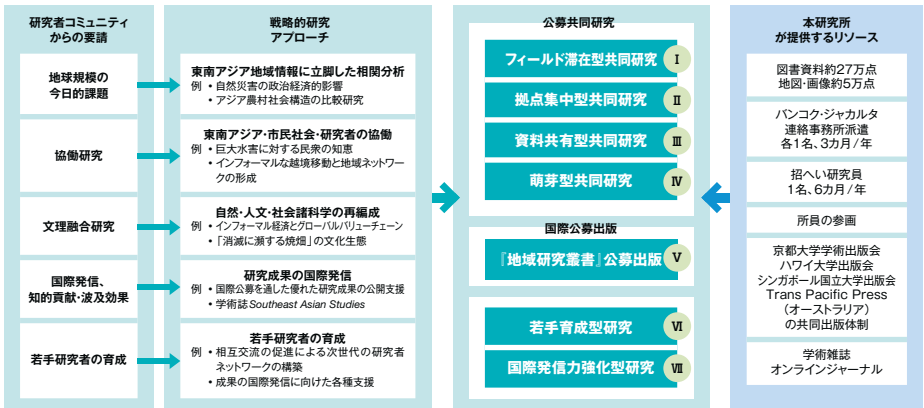 研究者コミュニティ
からの要請
地球規模の
今日的課題
協働研究
文理融合研究
国際発信、
知的貢献・波及効果
若手研究者の育成
戦略的研究
アプローチ
東南アジア地域情報に立脚した相関分析
例 • 自然災害の政治経済的影響
• アジア農村社会構造の比較研究
東南アジア・市民社会・研究者の協働
例 • 巨大水害に対する民衆の知恵
• インフォーマルな越境移動と地域ネットワー
クの形成
自然・人文・社会諸科学の再編成
例 • インフォーマル経済とグローバルバリューチェーン
• 「消滅に瀕する焼畑」の文化生態
研究成果の国際発信
例 • 国際公募を通した優れた研究成果の公開支援
• 学術誌Southeast Asian Studies
若手研究者の育成
例 • 相互交流の促進による次世代の研究者
ネットワークの構築
• 成果の国際発信に向けた各種支援
公募共同研究
フィールド滞在型共同研究 Ⅰ
拠点集中型共同研究 Ⅱ
資料共有型共同研究 Ⅲ
萌芽型共同研究 Ⅳ
国際公募出版
『地域研究叢書』公募出版 Ⅴ
若手育成型研究 Ⅵ
国際発信力強化型研究 Ⅶ
本研究所
が提供するリソース
図書資料約27万点
地図・画像約5万点
バンコク・ジャカルタ
連絡事務所派遣
各1名、3カ月/年
招へい研究員
1名、6カ月/年
所員の参画
京都大学学術出版会
ハワイ大学出版会
シンガポール国立大学出版会
Trans Pacific Press
(オーストラリア)
の共同出版体制
学術雑誌
オンラインジャーナル